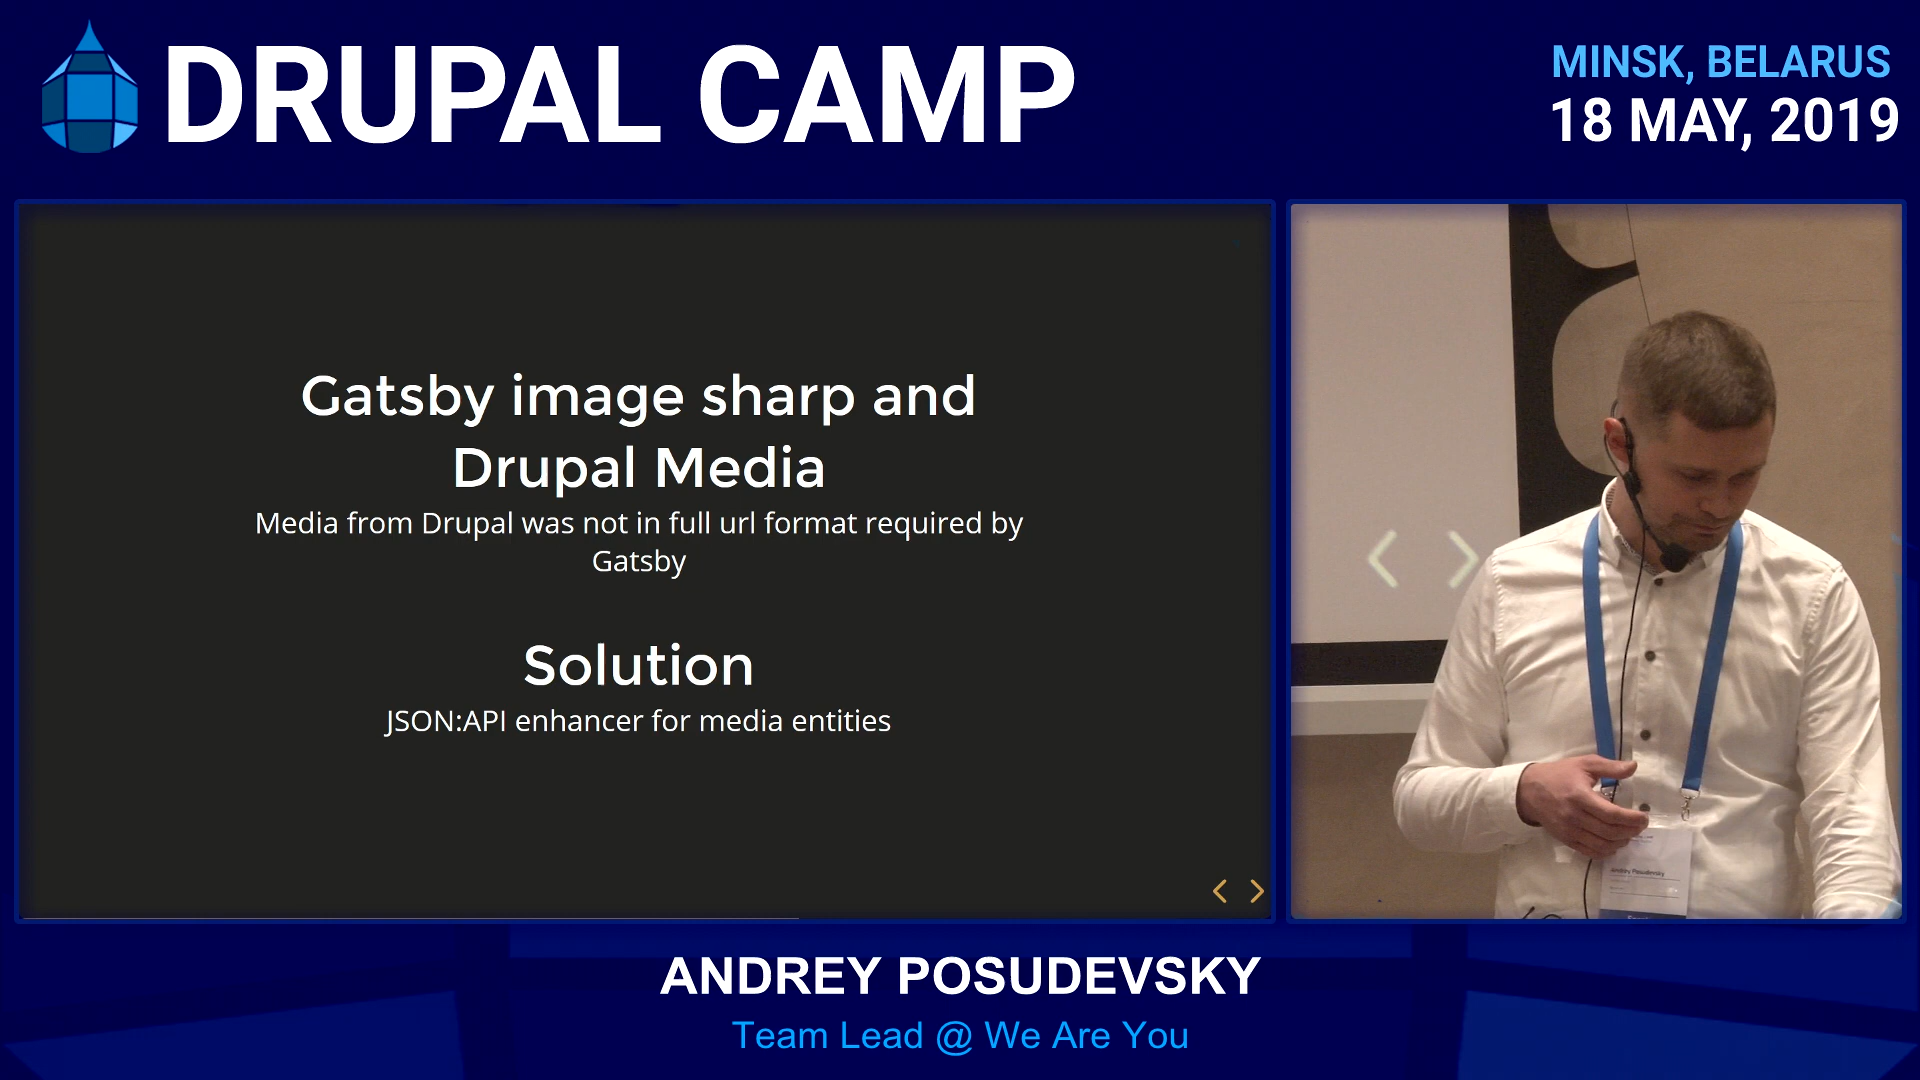 DRUPAL CAMP
MINSK, BELARUS
18 MAY, 2019
Gatsby image sharp and
Drupal Media
Media from Drupal was not in full url format required by
Gatsby
Solution
JSON:API enhancer for media entities
Andrey Posudevsky
ANDREY POSUDEVSKY
Team Lead @ We Are You